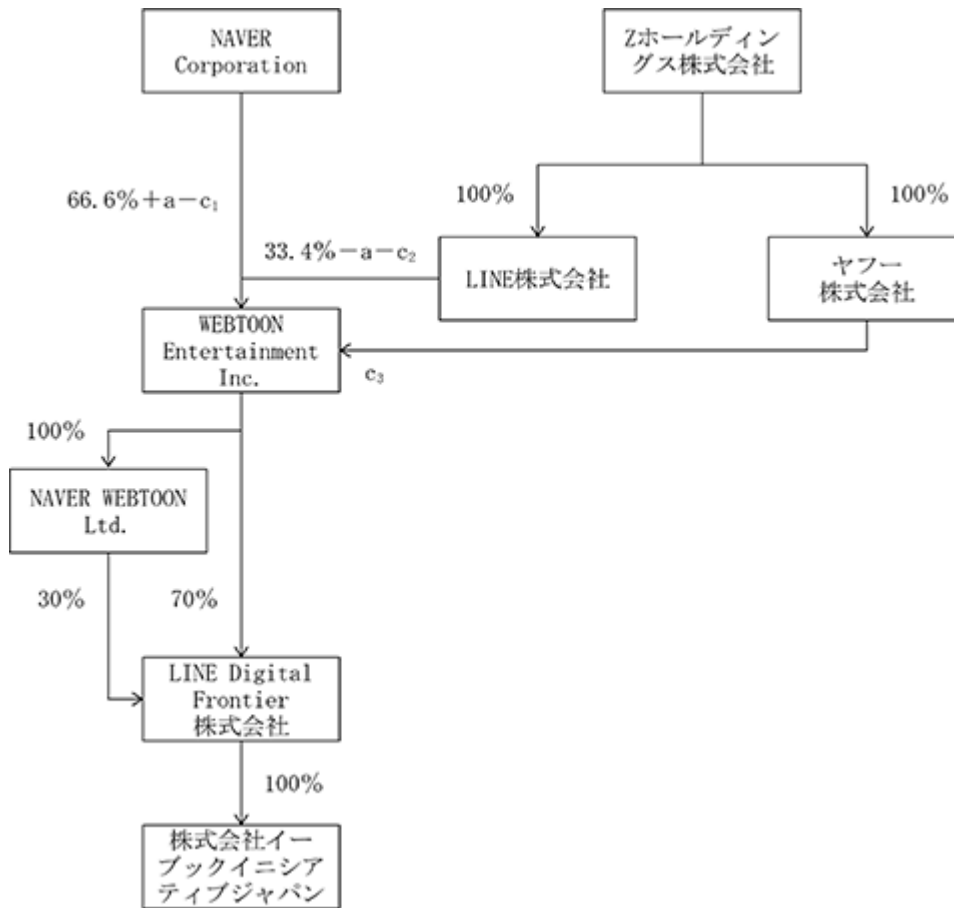 NAVER
Corporation
Zホールディン
グス株式会社
66.6%+a-c₁
100%
100%
33.4%-a-c₂
LINE株式会社
ヤフー
株式会社
WEBTOON
Entertainment
Inc.
c₃
100%
NAVER WEBTOON
Ltd.
30%
70%
LINE Digital
Frontier
株式会社
100%
株式会社イー
ブックイニシア
ティブジャパン